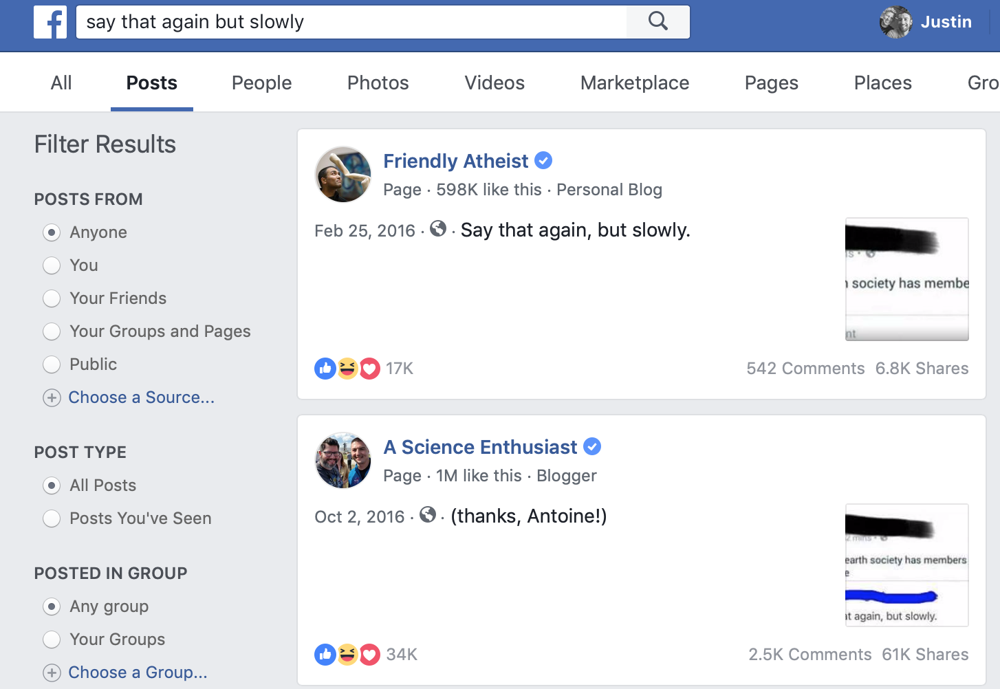 say that again but slowly
Justin
All Posts People Photos Videos Marketplace Pages Places Gro
Filter Results
POSTS FROM
Anyone
You
Your Friends
Your Groups and Pages
Public
Choose a Source...
POST TYPE
All Posts
Posts You've Seen
POSTED IN GROUP
Any group
Your Groups
Choose a Group...
Friendly Atheist
Page · 598K like this · Personal Blog
Feb 25, 2016 · · Say that again, but slowly.
society has membe
nt
17K
542 Comments 6.8K Shares
A Science Enthusiast
Page · 1M like this · Blogger
Oct 2, 2016 · · (thanks, Antoine!)
2 mins ·
earth society has members
e
at again, but slowly.
34K
2.5K Comments 61K Shares